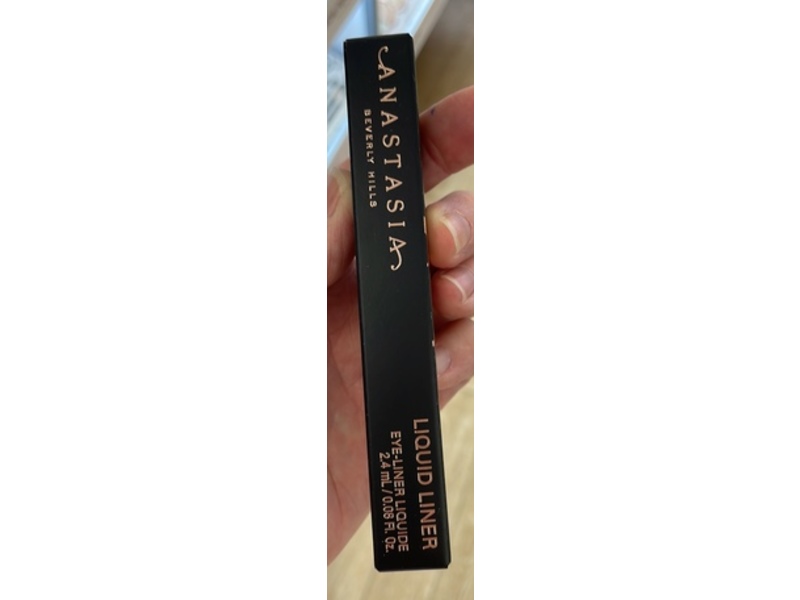 ANASTASIA
BEVERLY HILLS
LIQUID LINER
EYE-LINER LIQUIDE
2.4 mL / 0.08 Fl. Oz.